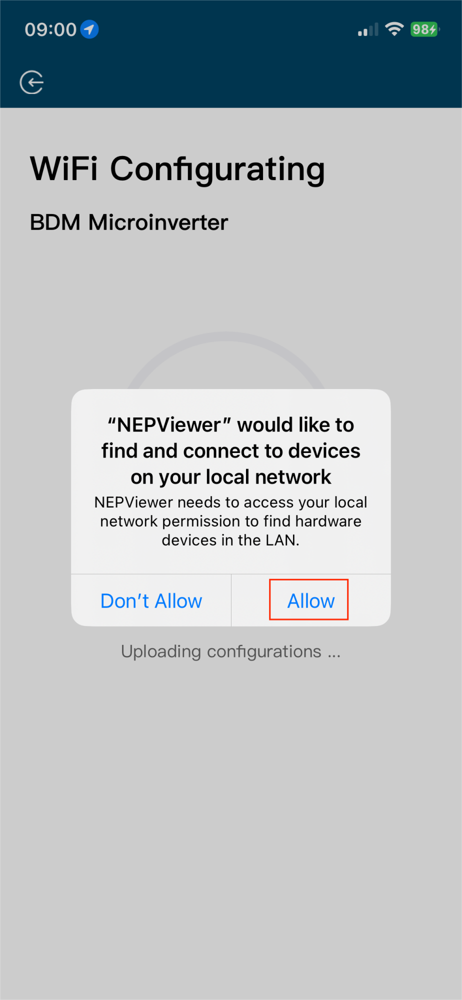 09:00
98
WiFi Configurating
BDM Microinverter
“NEPViewer” would like to
find and connect to devices
on your local network
NEPViewer needs to access your local
network permission to find hardware
devices in the LAN.
Don’t Allow
Allow
Uploading configurations ...